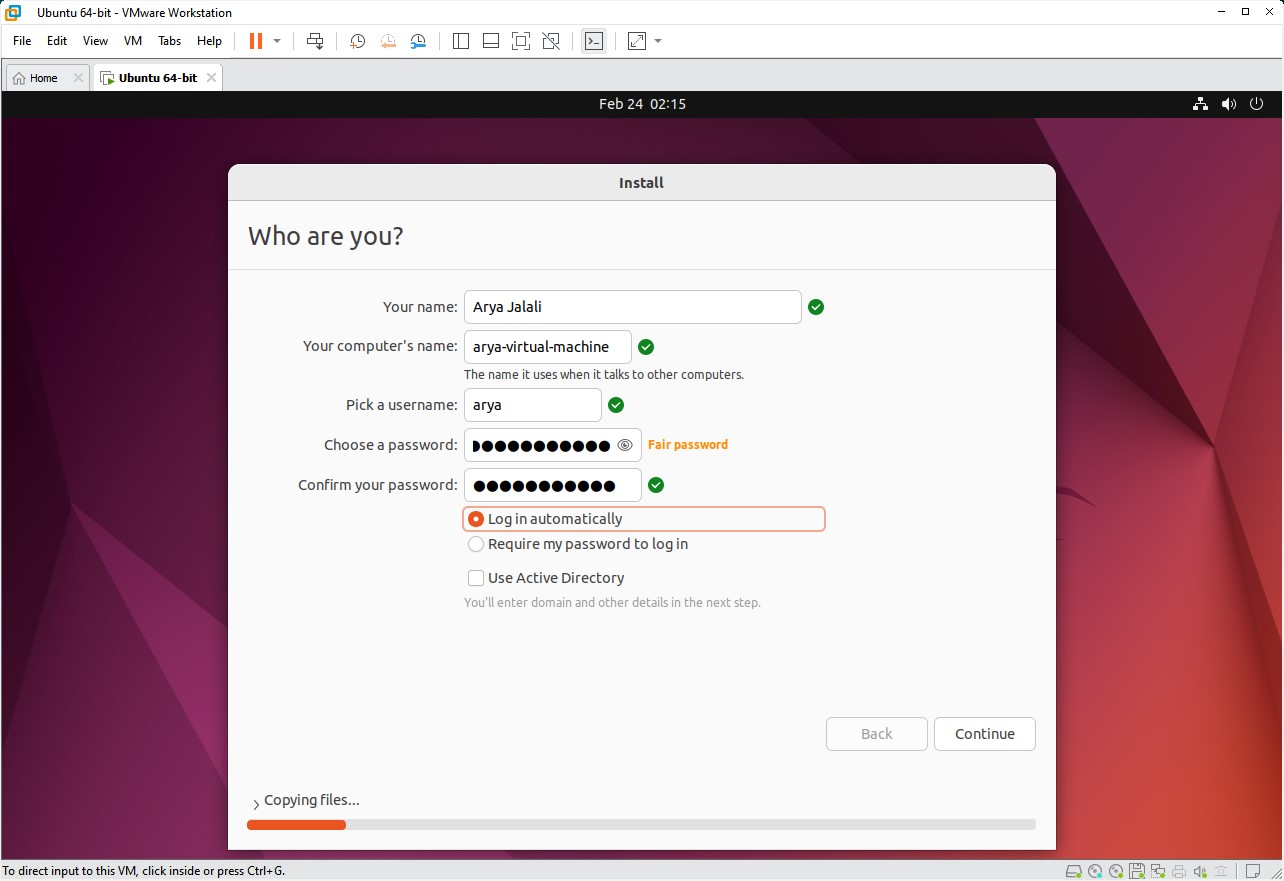 Ubuntu 64-bit - VMware Workstation
File Edit View VM Tabs Help
Home Ubuntu 64-bit
Feb 24 02:15
Install
Who are you?
Your name: Arya Jalali
Your computer's name: arya-virtual-machine
The name it uses when it talks to other computers.
Pick a username: arya
Choose a password: ●●●●●●●●●●● Fair password
Confirm your password: ●●●●●●●●●●●
Log in automatically
Require my password to log in
Use Active Directory
You'll enter domain and other details in the next step.
Back Continue
Copying files...
To direct input to this VM, click inside or press Ctrl+G.